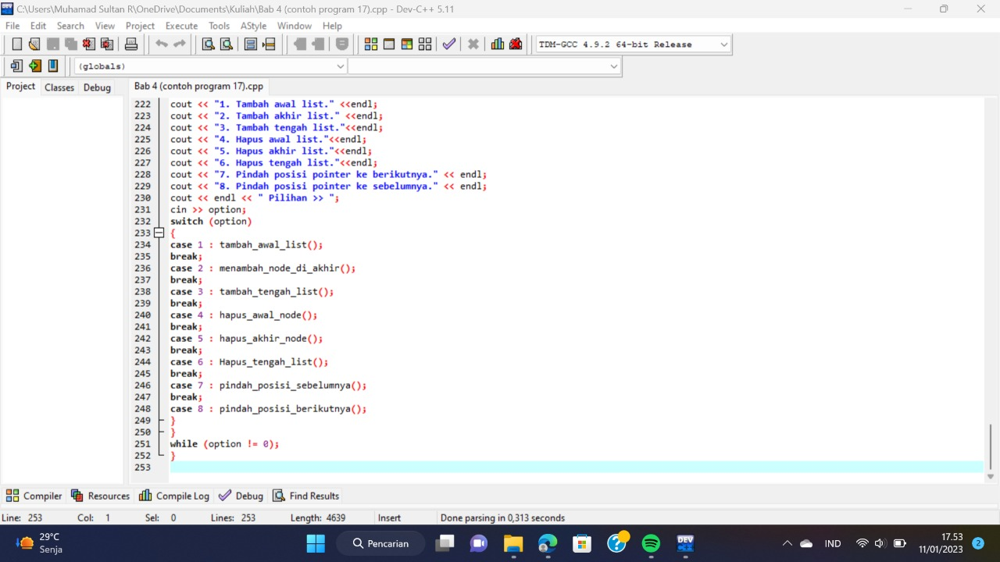 C:\Users\Muhamad Sultan R\OneDrive\Documents\Kuliah\Bab 4 (contoh program 17).cpp - Dev-C++ 5.11
File Edit Search View Project Execute Tools AStyle Window Help
TDM-GCC 4.9.2 64-bit Release
(globals)
Project Classes Debug
Bab 4 (contoh program 17).cpp
222 cout << "1. Tambah awal list." <<endl;
223 cout << "2. Tambah akhir list." <<endl;
224 cout << "3. Tambah tengah list."<<endl;
225 cout << "4. Hapus awal list."<<endl;
226 cout << "5. Hapus akhir list."<<endl;
227 cout << "6. Hapus tengah list."<<endl;
228 cout << "7. Pindah posisi pointer ke berikutnya." << endl;
229 cout << "8. Pindah posisi pointer ke sebelumnya." << endl;
230 cout << endl << " Pilihan >> ";
231 cin >> option;
232 switch (option)
233 {
234 case 1 : tambah_awal_list();
235 break;
236 case 2 : menambah_node_di_akhir();
237 break;
238 case 3 : tambah_tengah_list();
239 break;
240 case 4 : hapus_awal_node();
241 break;
242 case 5 : hapus_akhir_node();
243 break;
244 case 6 : Hapus_tengah_list();
245 break;
246 case 7 : pindah_posisi_sebelumnya();
247 break;
248 case 8 : pindah_posisi_berikutnya();
249 }
250 }
251 while (option != 0);
252 }
253
Compiler Resources Compile Log Debug Find Results
Line: 253 Col: 1 Sel: 0 Lines: 253 Length: 4639 Insert Done parsing in 0,313 seconds
29°C
Senja
Pencarian
DEV
C++
IND
17.53
11/01/2023
2